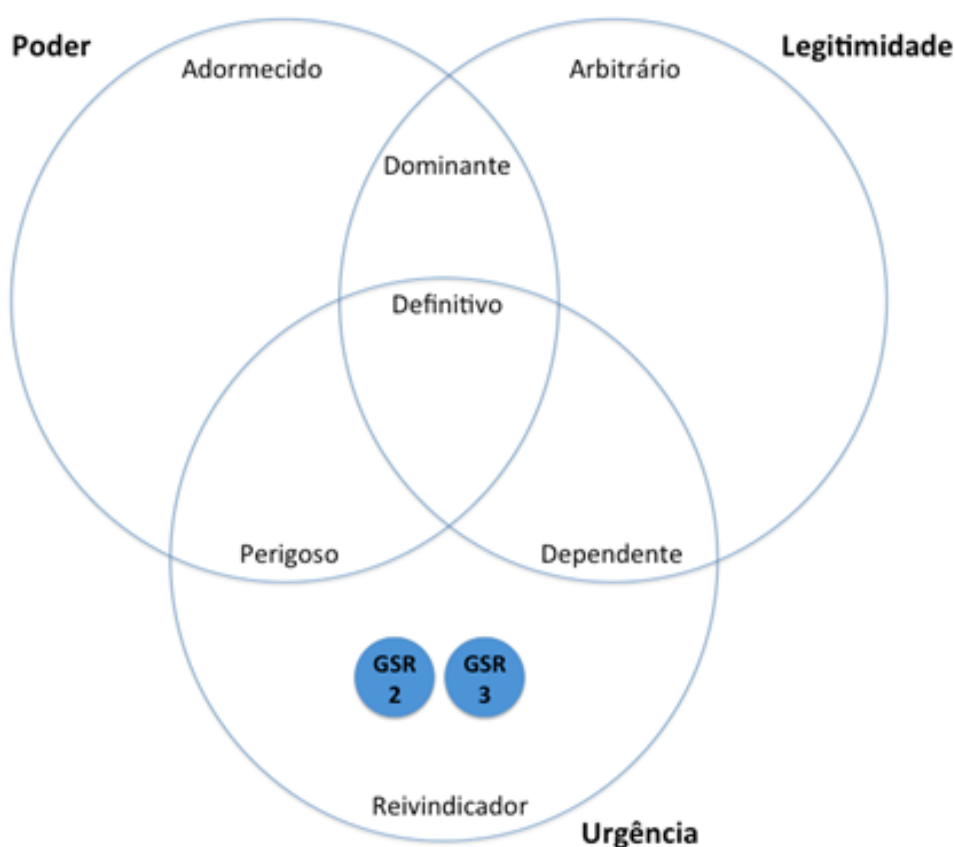 Poder
Legitimidade
Adormecido
Arbitrário
Dominante
Definitivo
Perigoso
Dependente
GSR
2
GSR
3
Reivindicador
Urgência